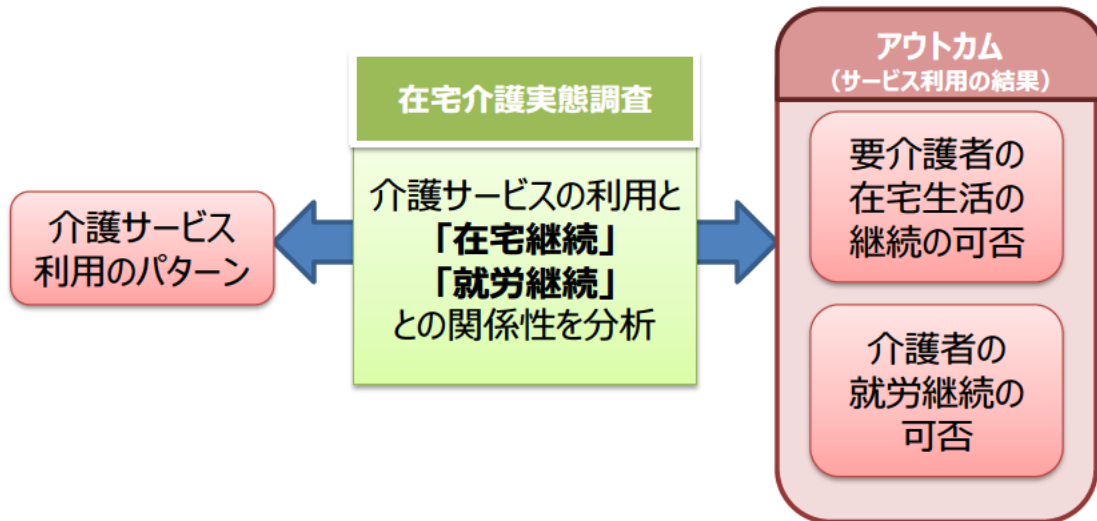 介護サービス
利用のパターン
在宅介護実態調査
介護サービスの利用と
「在宅継続」
「就労継続」
との関係性を分析
アウトカム
（サービス利用の結果）
要介護者の
在宅生活の
継続の可否
介護者の
就労継続の
可否